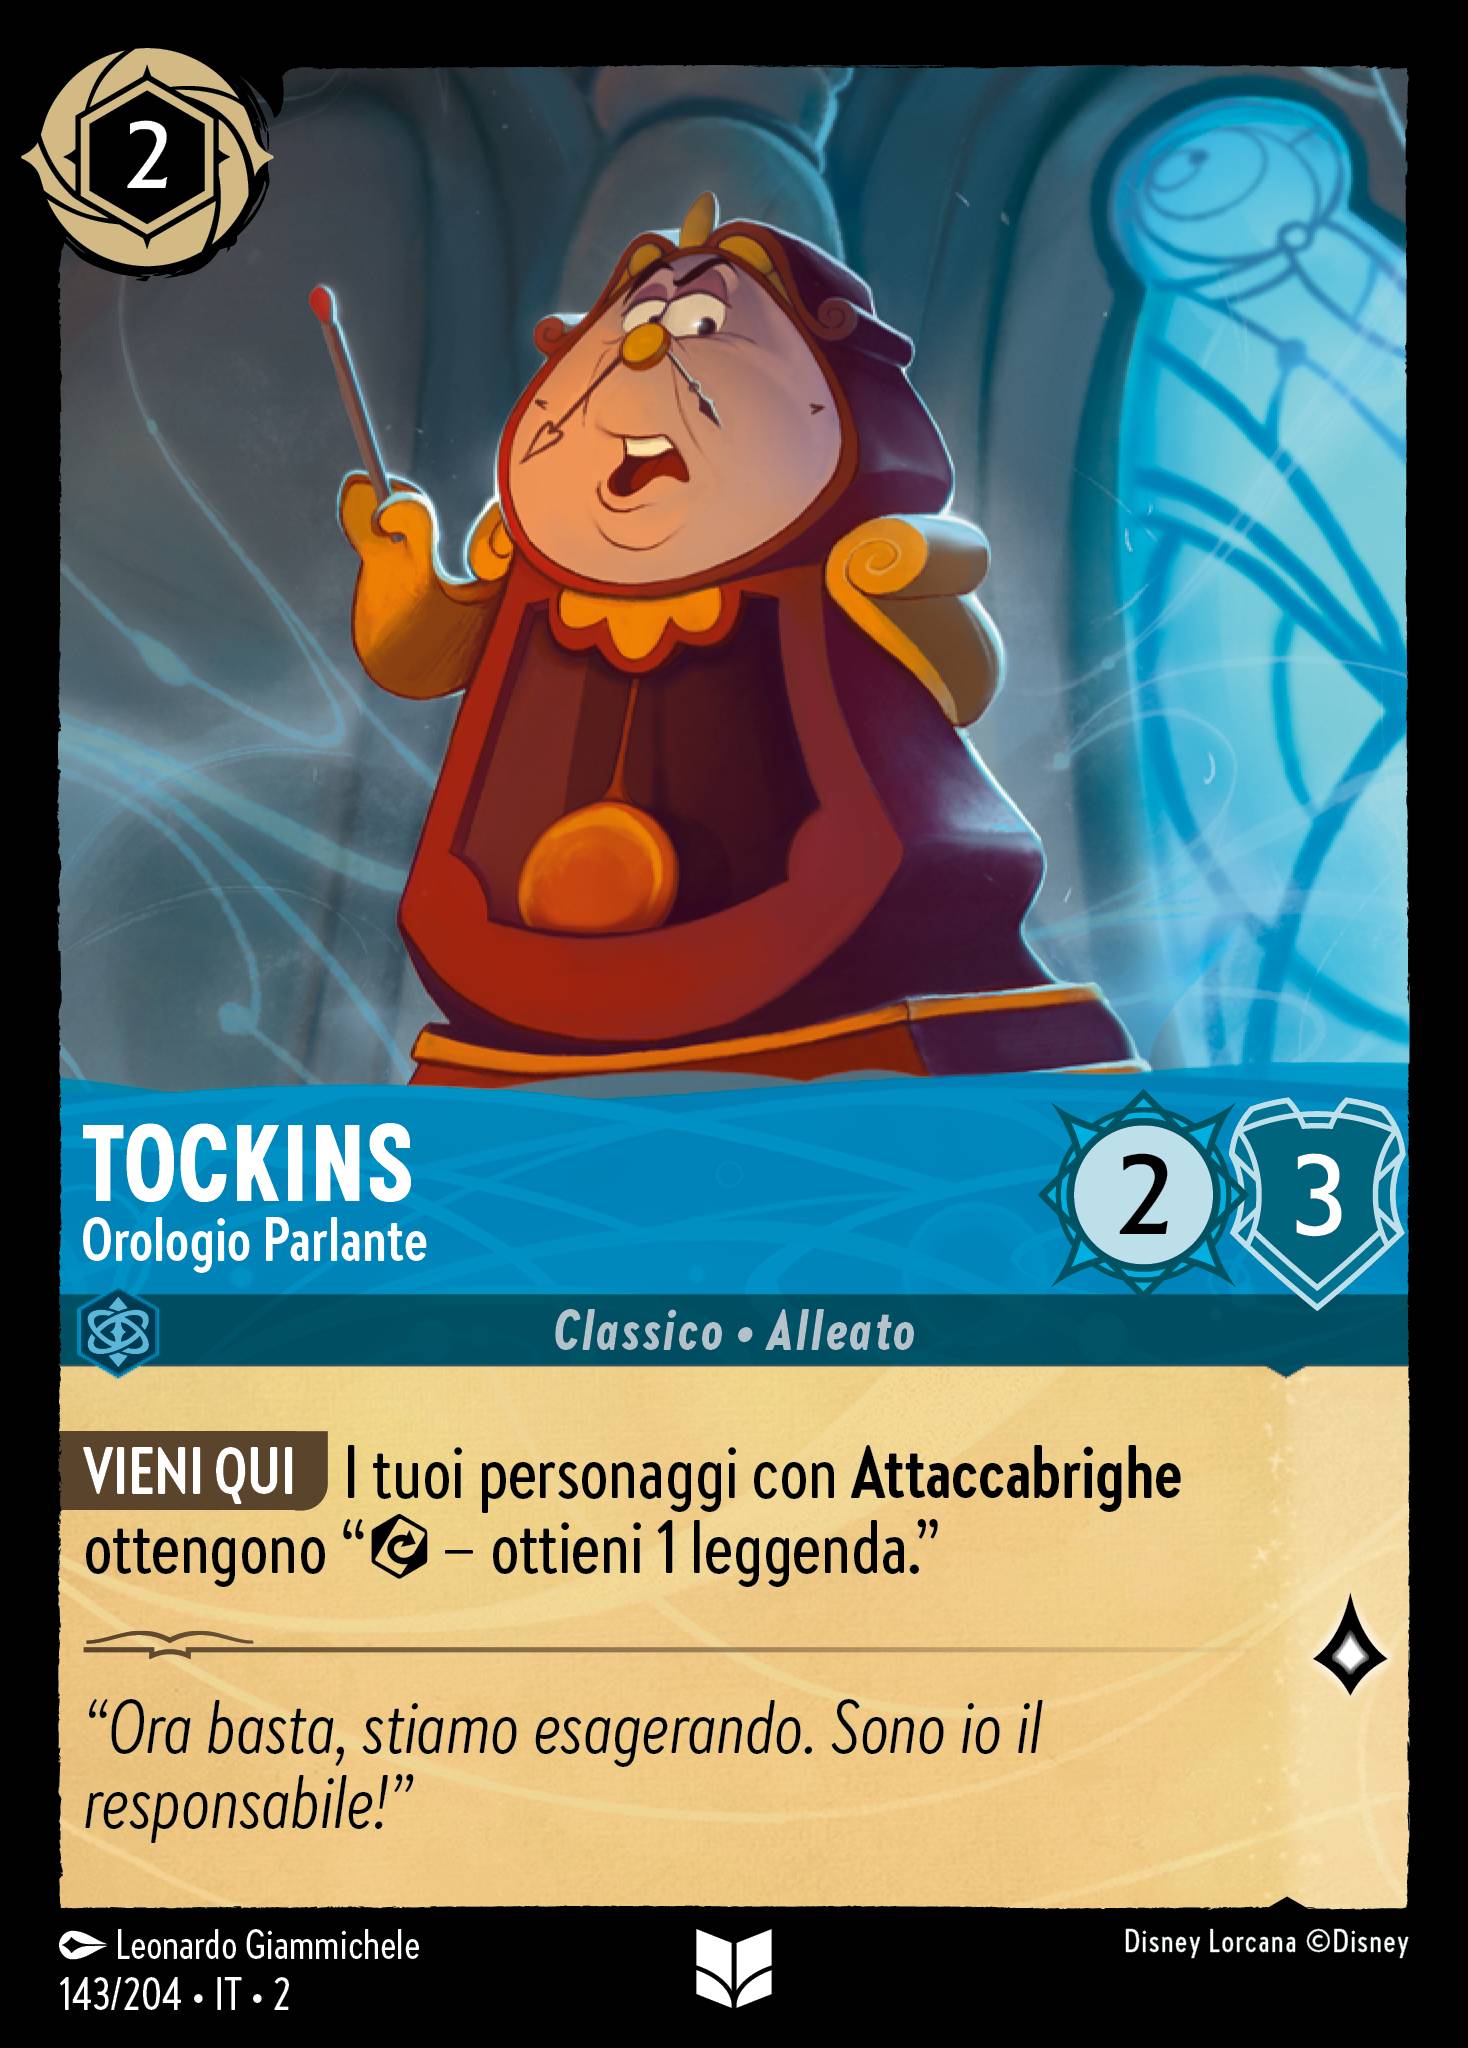 2
TOCKINS
Orologio Parlante
2
3
Classico • Alleato
VIENI QUI I tuoi personaggi con Attaccabrighe
ottengono “ – ottieni 1 leggenda.”
“Ora basta, stiamo esagerando. Sono io il
responsabile!”
Leonardo Giammichele
Disney Lorcana ©Disney
143/204 • IT • 2